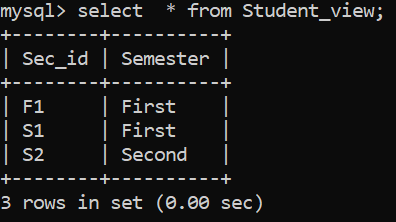 mysql> select  * from Student_view;
+--------+----------+
| Sec_id | Semester |
+--------+----------+
| F1     | First    |
| S1     | First    |
| S2     | Second   |
+--------+----------+
3 rows in set (0.00 sec)